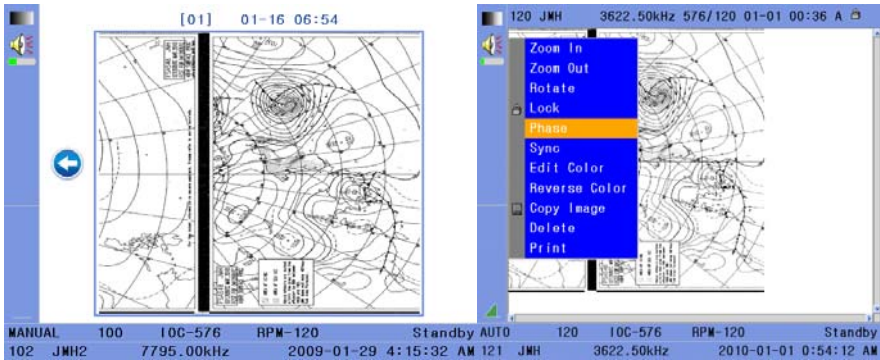 [01] 01-16 06:54
MANUAL 100 IOC-576 RPM-120 Standby
102 JMH2 7795.00kHz 2009-01-29 4:15:32 AM
120 JMH 3622.50kHz 576/120 01-01 00:36 A
Zoom In
Zoom Out
Rotate
Lock
Phase
Sync
Edit Color
Reverse Color
Copy Image
Delete
Print
AUTO 120 IOC-576 RPM-120 Standby
121 JMH 3622.50kHz 2010-01-01 0:54:12 AM